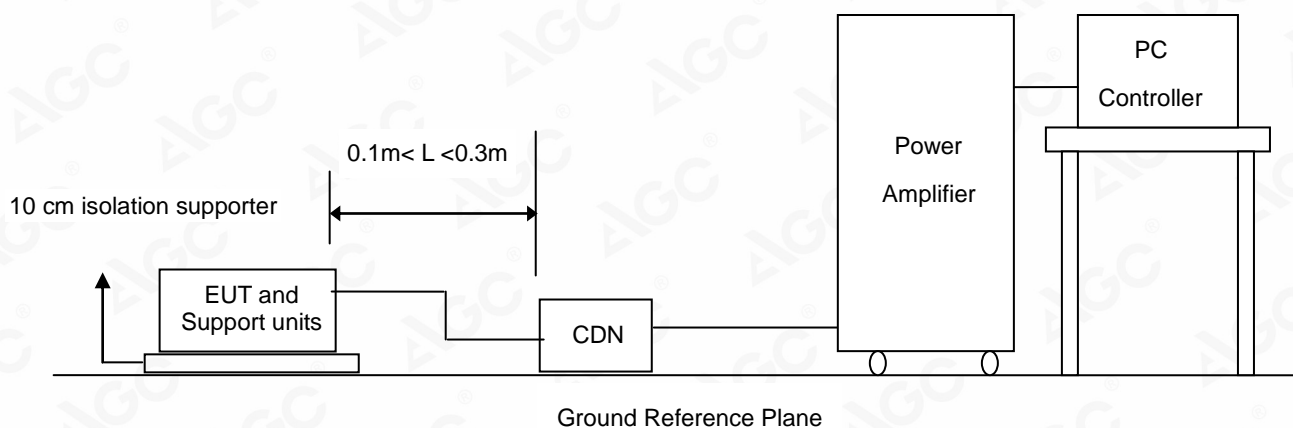 PC
Controller
0.1m< L <0.3m
Power
Amplifier
10 cm isolation supporter
EUT and
Support units
CDN
Ground Reference Plane
AGC ®